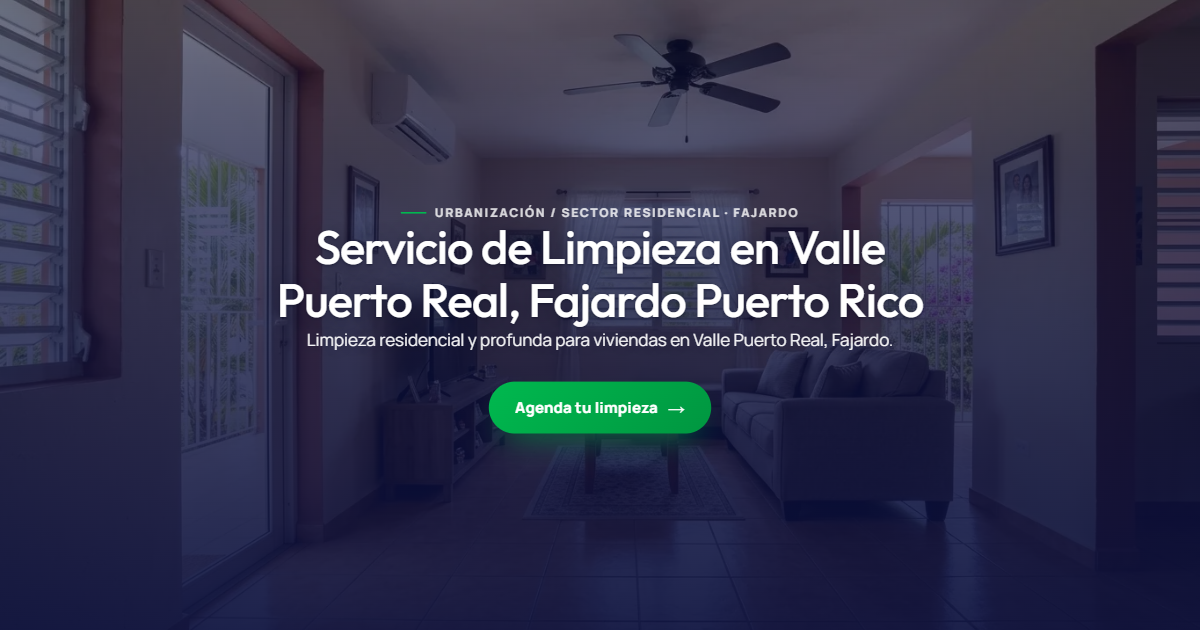 URBANIZACIÓN / SECTOR RESIDENCIAL · FAJARDO
Servicio de Limpieza en Valle
Puerto Real, Fajardo Puerto Rico
Limpieza residencial y profunda para viviendas en Valle Puerto Real, Fajardo.
Agenda tu limpieza →